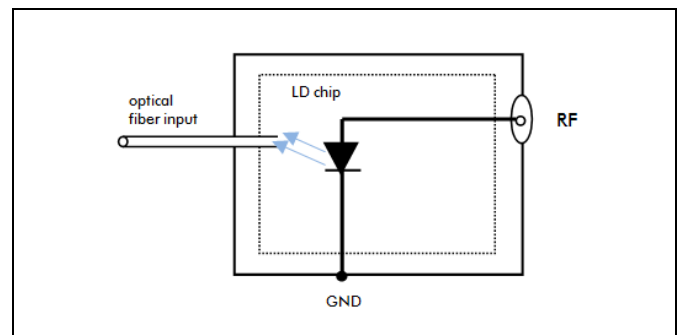 optical
fiber input
LD chip
RF
GND